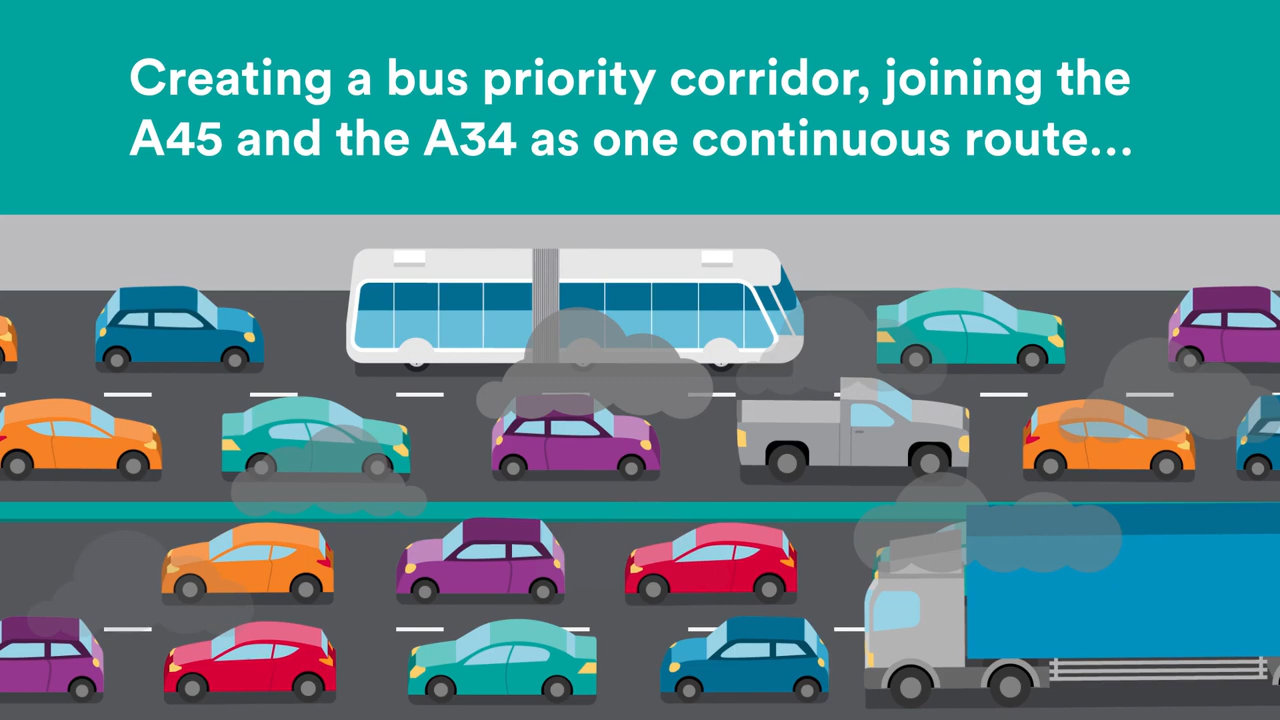 Creating a bus priority corridor, joining the
A45 and the A34 as one continuous route...